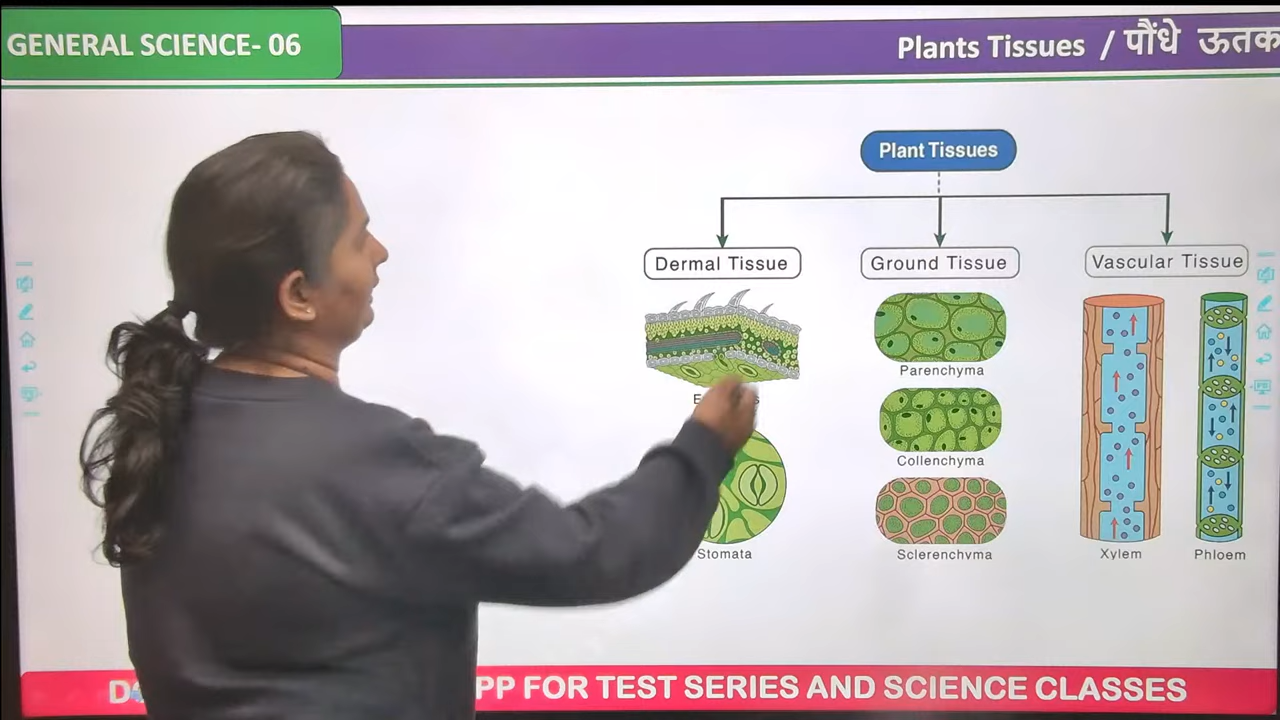 GENERAL SCIENCE- 06
Plants Tissues / पौंधे ऊतक
Plant Tissues
Dermal Tissue
Ground Tissue
Vascular Tissue
Parenchyma
Collenchyma
Stomata
Sclerenchyma
Xylem
Phloem
FOR TEST SERIES AND SCIENCE CLASSES